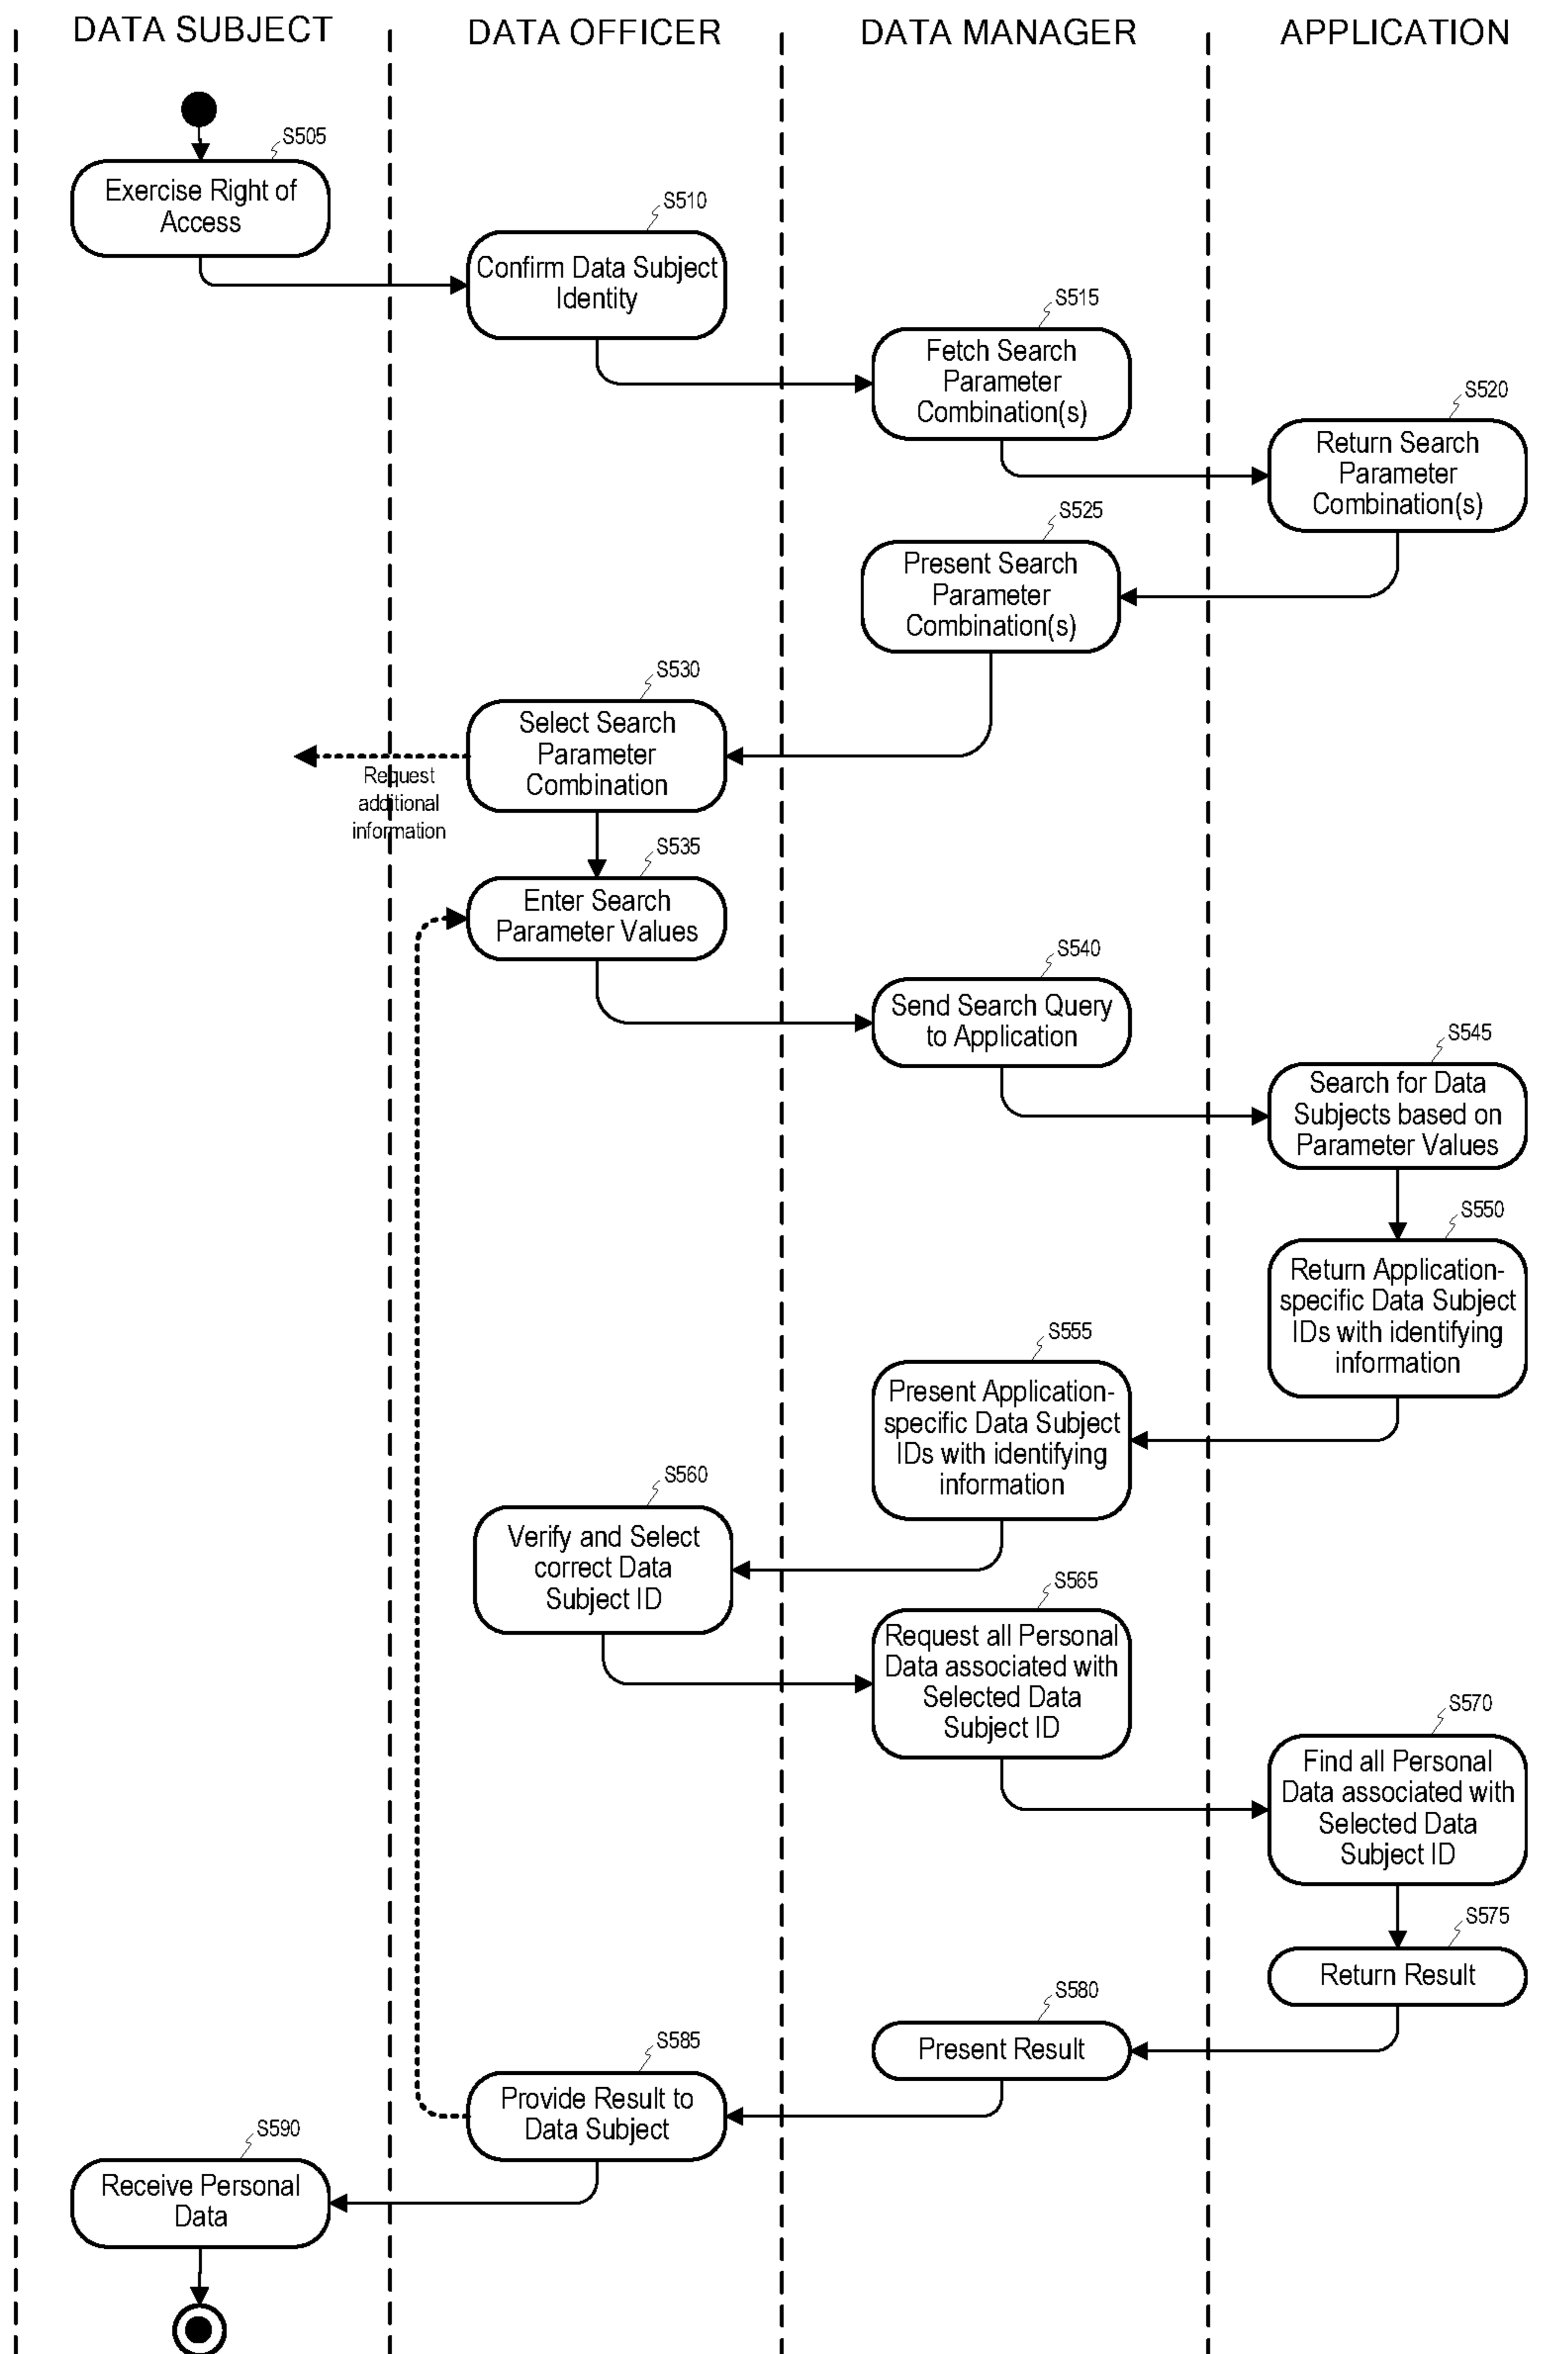 DATA SUBJECT
DATA OFFICER
DATA MANAGER
APPLICATION
S505
Exercise Right of
Access
S510
Confirm Data Subject
Identity
S515
Fetch Search
Parameter
Combination(s)
S520
Return Search
Parameter
Combination(s)
S525
Present Search
Parameter
Combination(s)
S530
Select Search
Parameter
Combination
Request
additional
information
S535
Enter Search
Parameter Values
S540
Send Search Query
to Application
S545
Search for Data
Subjects based on
Parameter Values
S550
Return Application-
specific Data Subject
IDs with identifying
information
S555
Present Application-
specific Data Subject
IDs with identifying
information
S560
Verify and Select
correct Data
Subject ID
S565
Request all Personal
Data associated with
Selected Data
Subject ID
S570
Find all Personal
Data associated with
Selected Data
Subject ID
S575
Return Result
S580
Present Result
S585
Provide Result to
Data Subject
S590
Receive Personal
Data